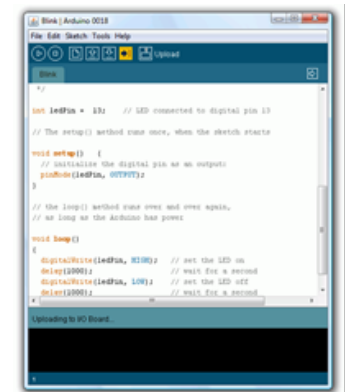 Blink | Arduino 0018
File Edit Sketch Tools Help
Upload
Blink
*/
int ledPin = 13; // LED connected to digital pin 13
// The setup() method runs once, when the sketch starts
void setup() {
// initialize the digital pin as an output:
pinMode(ledPin, OUTPUT);
}
// the loop() method runs over and over again,
// as long as the Arduino has power
void loop()
{
digitalWrite(ledPin, HIGH); // set the LED on
delay(1000); // wait for a second
digitalWrite(ledPin, LOW); // set the LED off
delay(1000); // wait for a second
Uploading to I/O Board...